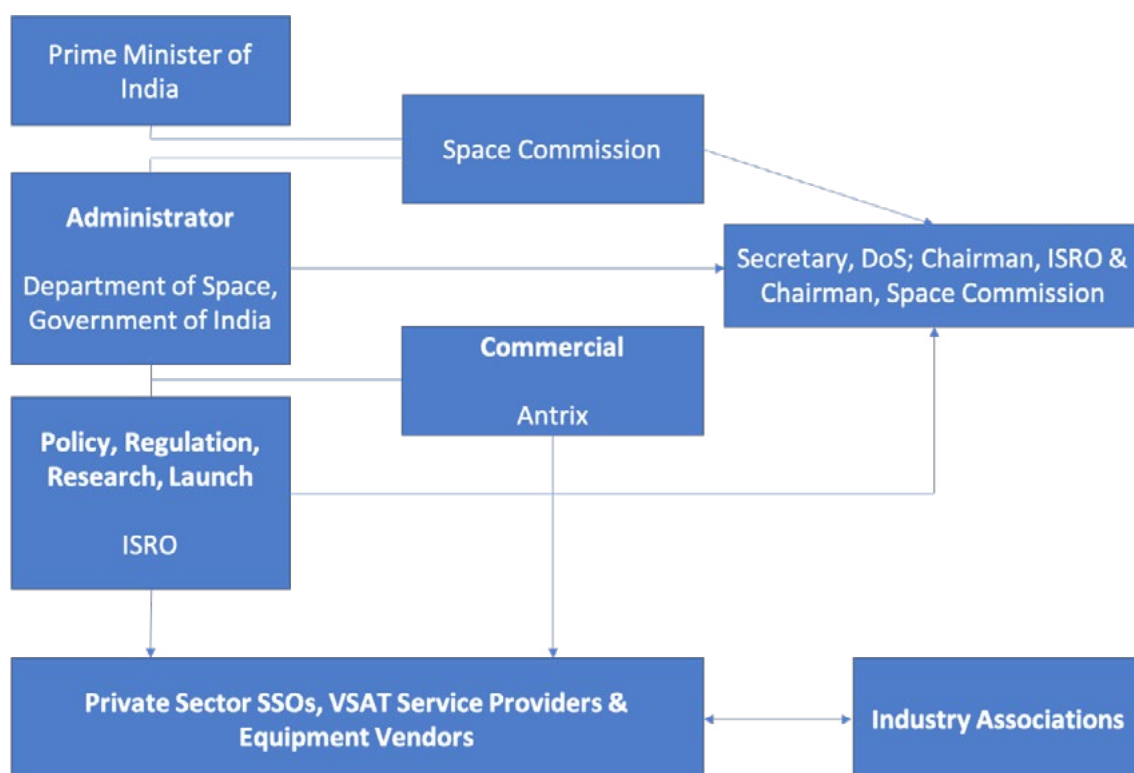 Prime Minister of
India
Space Commission
Administrator
Department of Space,
Government of India
Secretary, DoS; Chairman, ISRO &
Chairman, Space Commission
Commercial
Antrix
Policy, Regulation,
Research, Launch
ISRO
Private Sector SSOs, VSAT Service Providers &
Equipment Vendors
Industry Associations